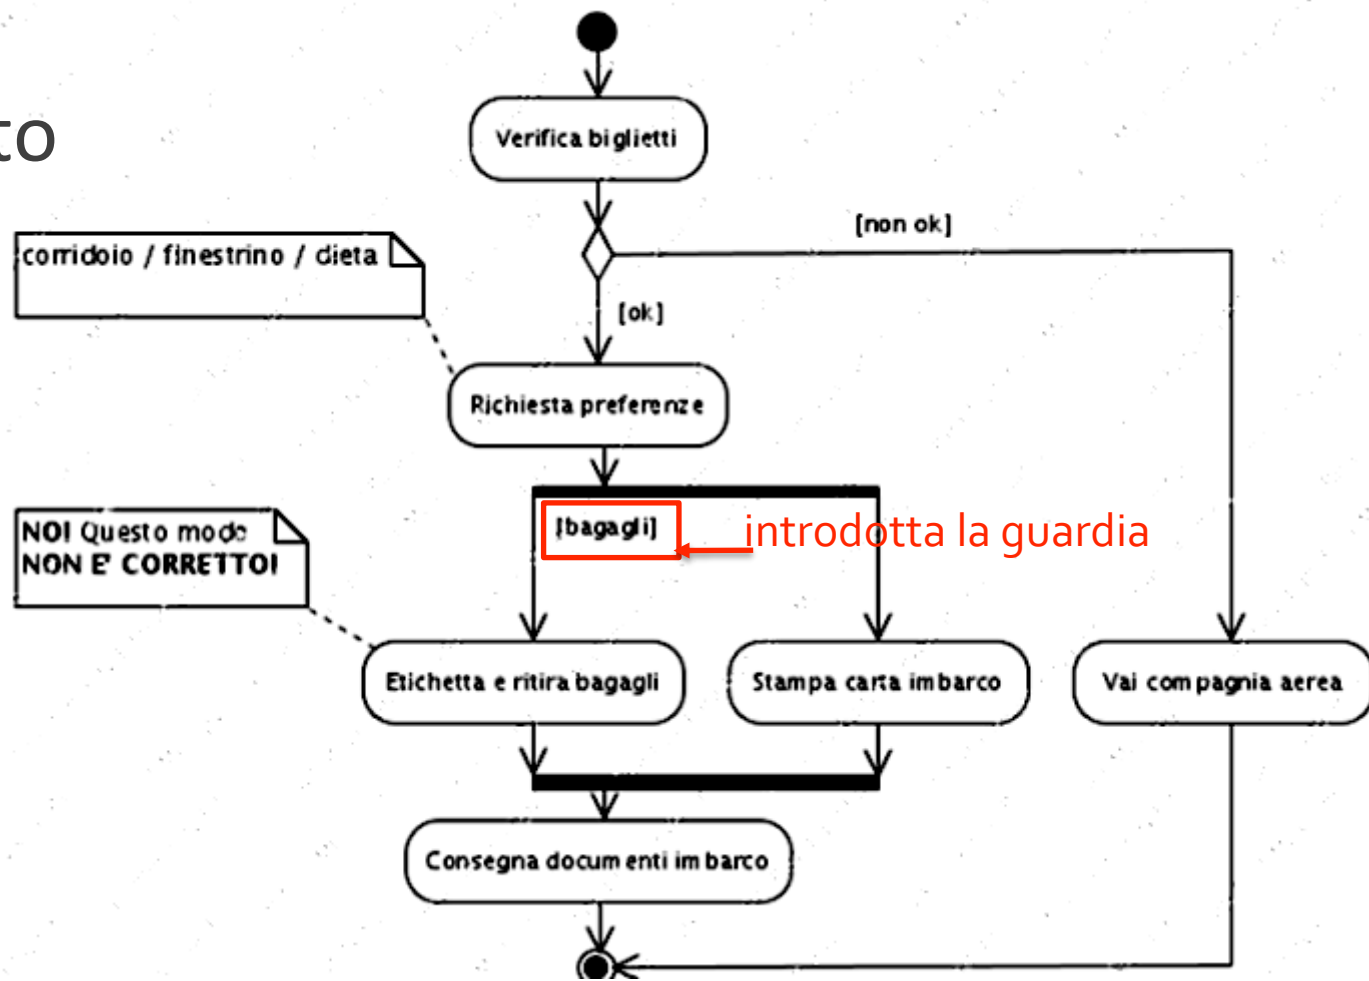 to
Verifica biglietti
[non ok]
corridoio / finestrino / dieta
[ok]
Richiesta preferenze
[bagagli]
introdotta la guardia
NO! Questo modo
NON E' CORRETTO!
Etichetta e ritira bagagli
Stampa carta imbarco
Vai compagnia aerea
Consegna documenti imbarco